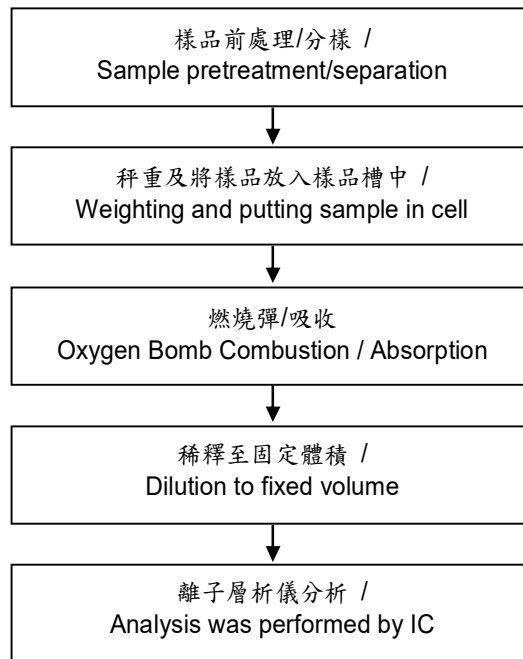 樣品前處理/分樣 /
Sample pretreatment/separation
秤重及將樣品放入樣品槽中 /
Weighting and putting sample in cell
燃燒彈/吸收
Oxygen Bomb Combustion / Absorption
稀釋至固定體積 /
Dilution to fixed volume
離子層析儀分析 /
Analysis was performed by IC